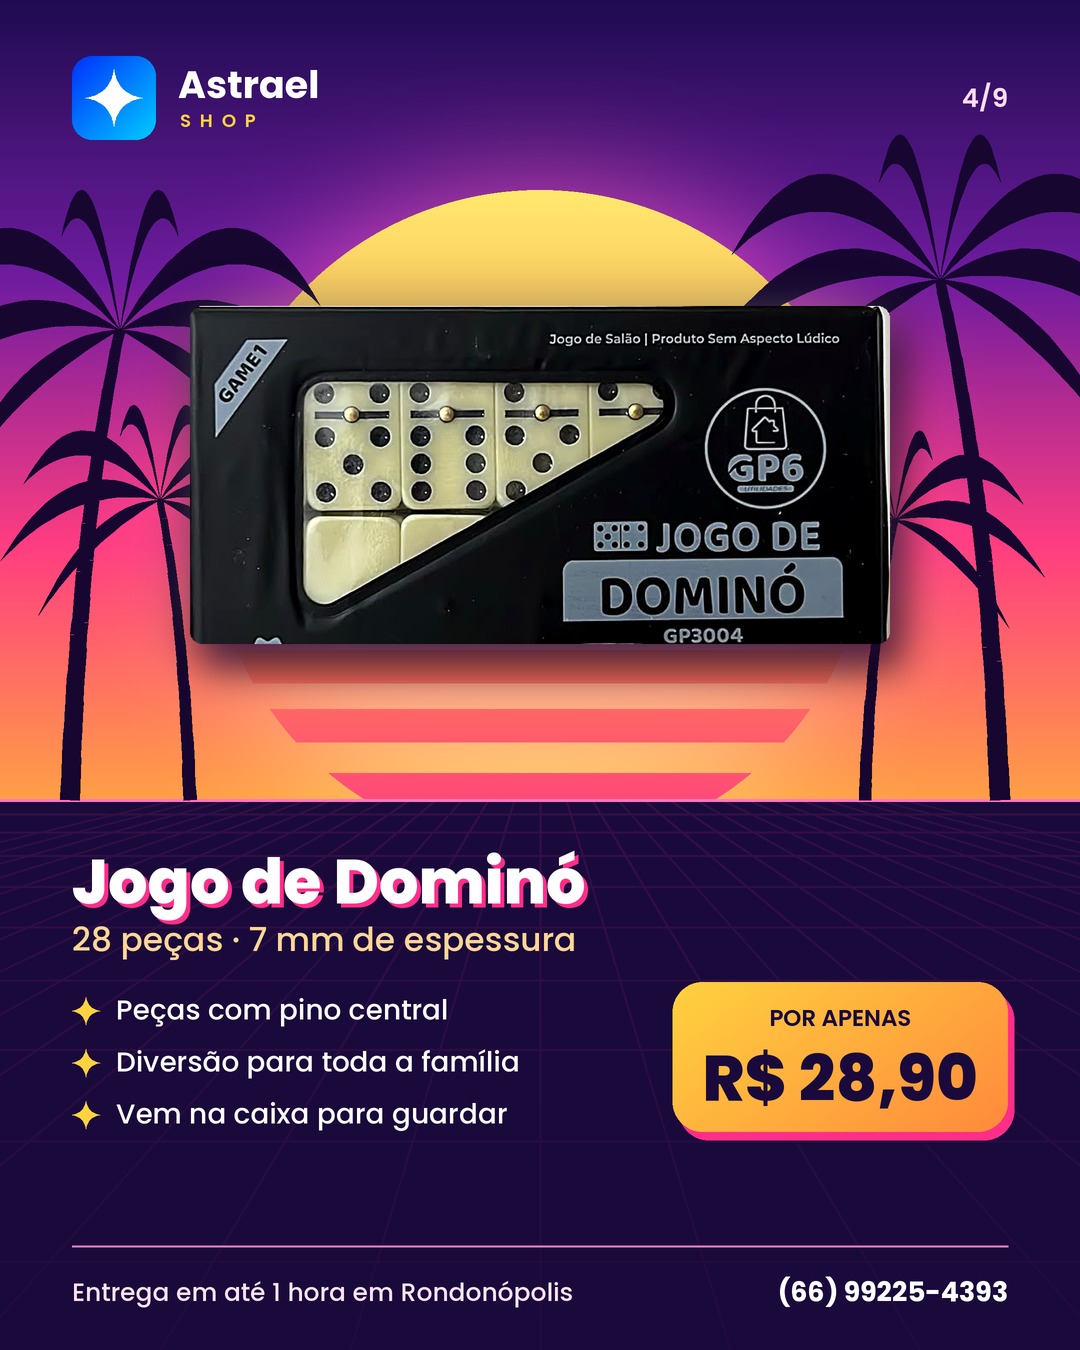 Astrael
SHOP
4/9
GAME1
Jogo de Salão | Produto Sem Aspecto Lúdico
GP6
UTILIDADES
JOGO DE
DOMINÓ
GP3004
Jogo de Dominó
28 peças · 7 mm de espessura
Peças com pino central
Diversão para toda a família
Vem na caixa para guardar
POR APENAS
R$ 28,90
Entrega em até 1 hora em Rondonópolis
(66) 99225-4393